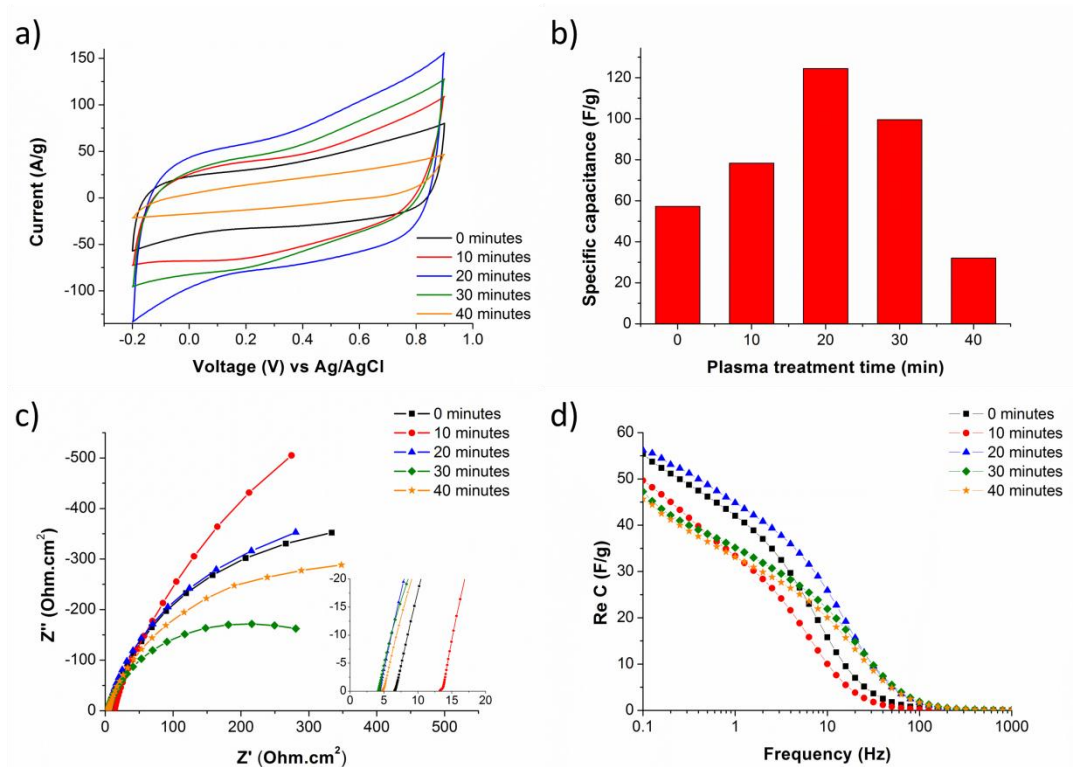 a)
Current (A/g)
150
100
50
0
-50
-100
-0.2 0.0 0.2 0.4 0.6 0.8 1.0
Voltage (V) vs Ag/AgCl
0 minutes
10 minutes
20 minutes
30 minutes
40 minutes
b)
Specific capacitance (F/g)
120
100
80
60
40
20
0
0 10 20 30 40
Plasma treatment time (min)
c)
Z'' (Ohm.cm2)
-500
-400
-300
-200
-100
0
0 100 200 300 400 500
Z' (Ohm.cm2)
0 minutes
10 minutes
20 minutes
30 minutes
40 minutes
-20
-15
-10
-5
0
0 5 10 15 20
d)
Re C (F/g)
60
50
40
30
20
10
0
0.1 1 10 100 1000
Frequency (Hz)
0 minutes
10 minutes
20 minutes
30 minutes
40 minutes